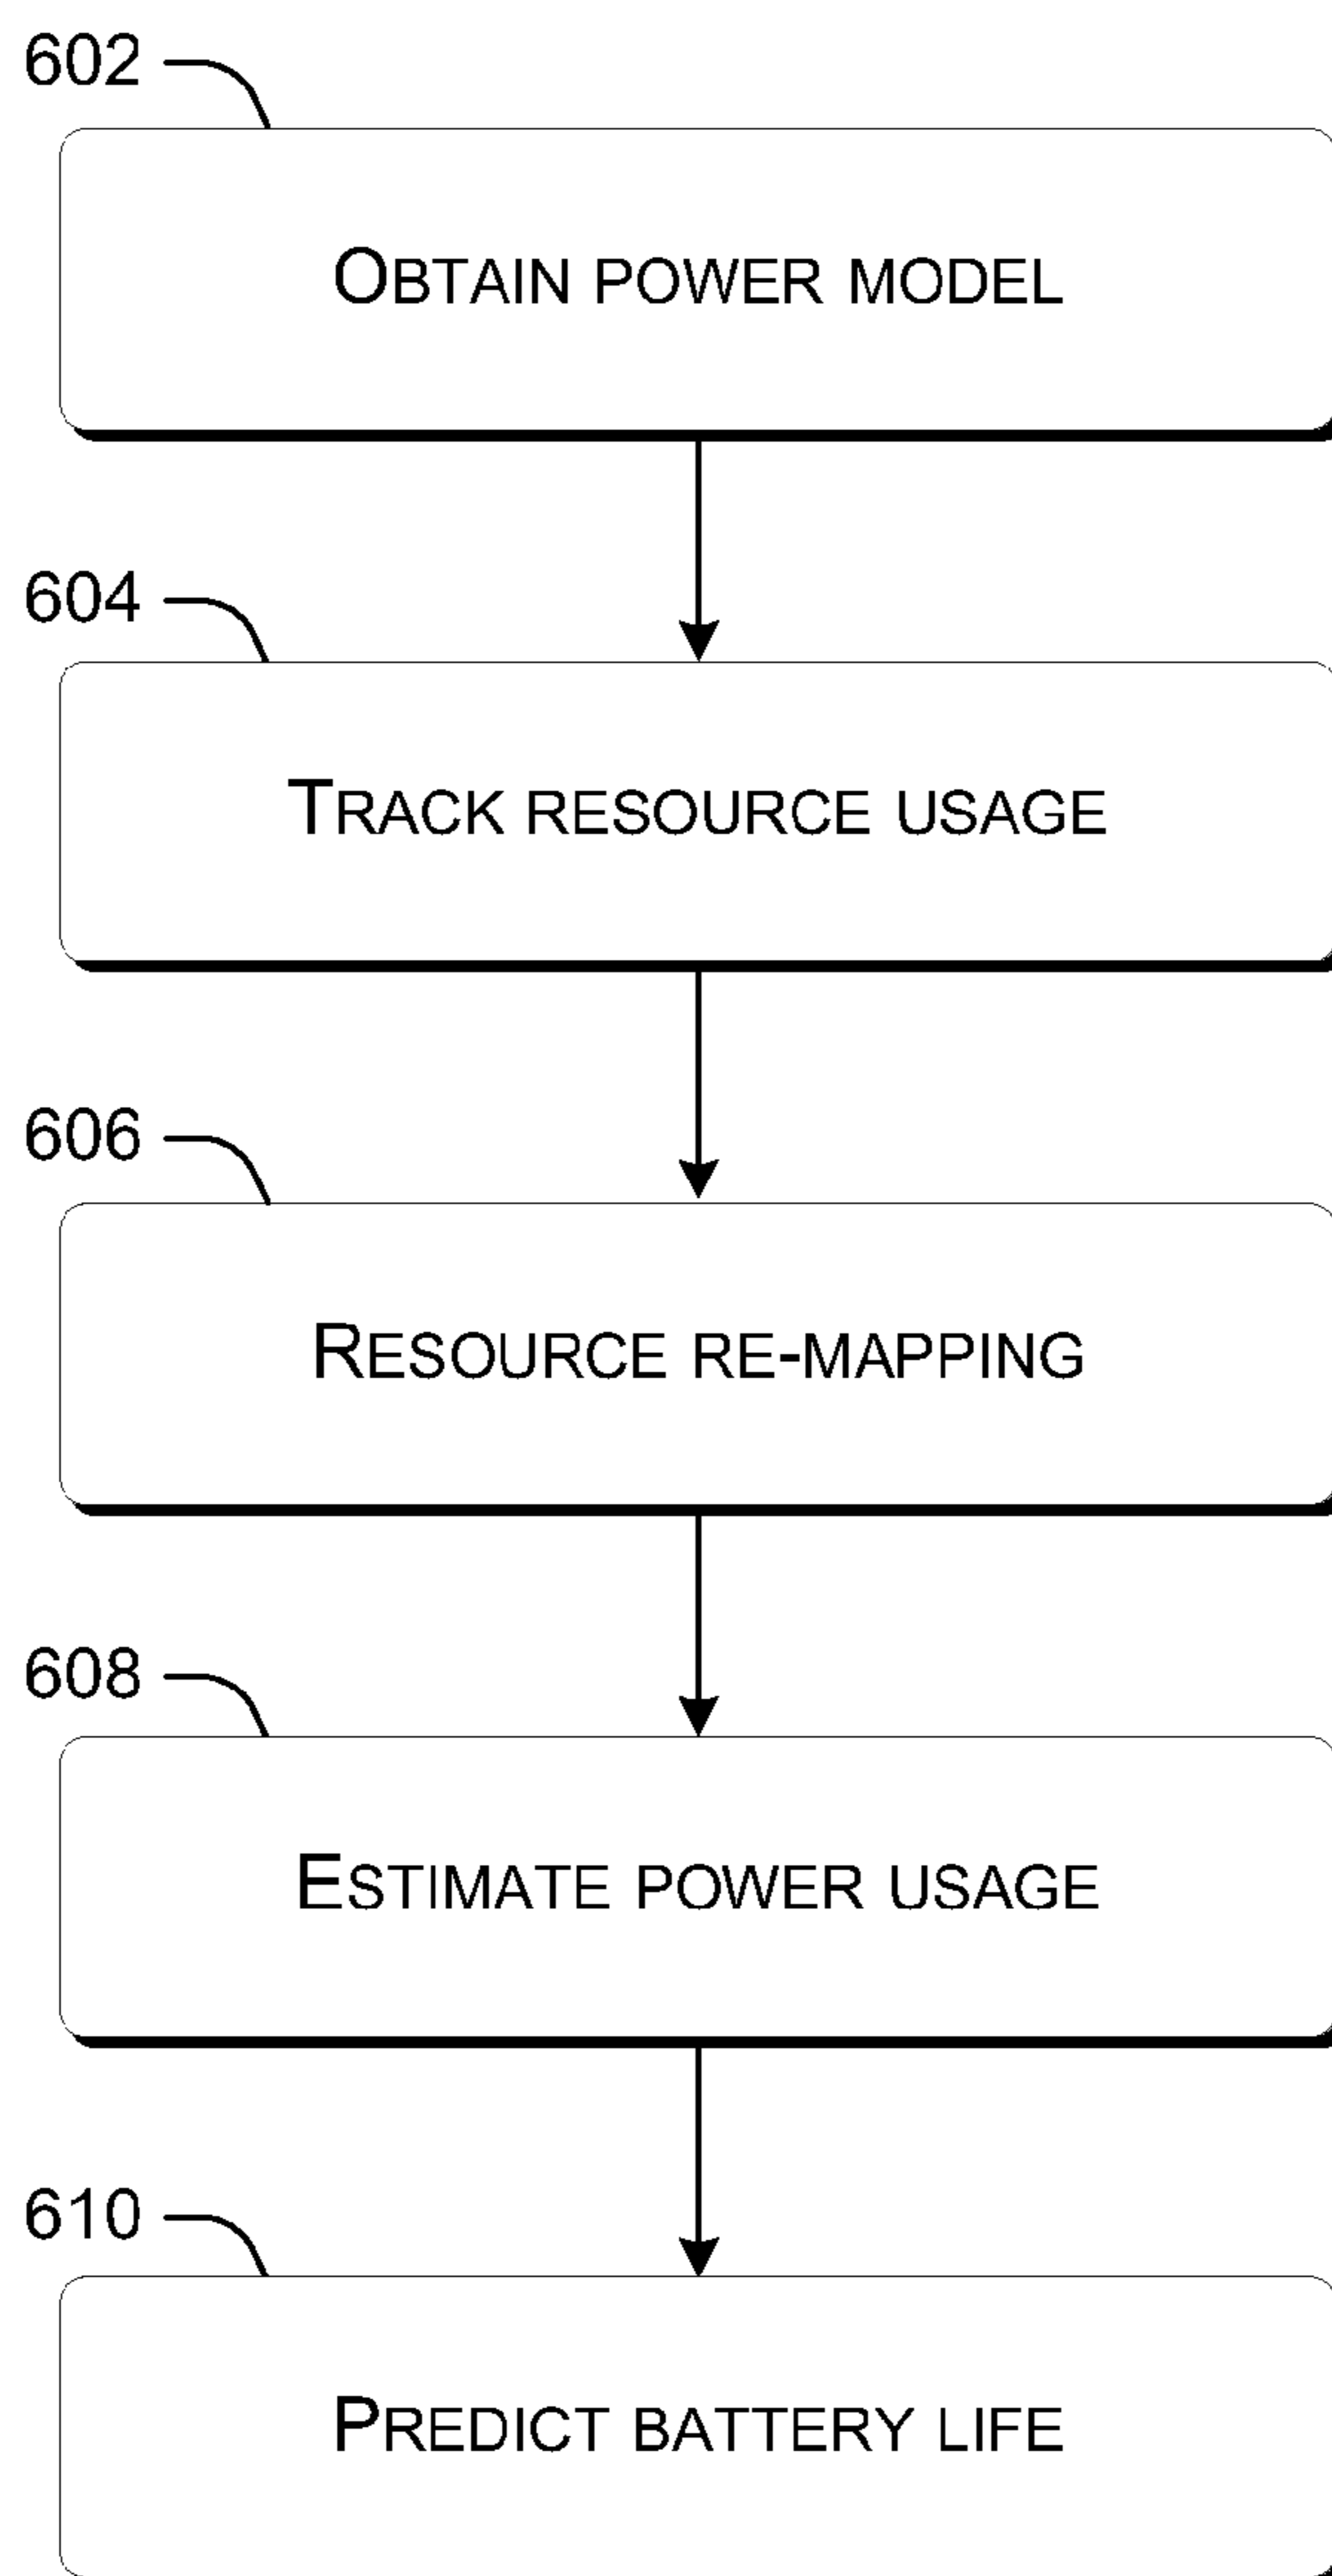 602
OBTAIN POWER MODEL
604
TRACK RESOURCE USAGE
606
RESOURCE RE-MAPPING
608
ESTIMATE POWER USAGE
610
PREDICT BATTERY LIFE